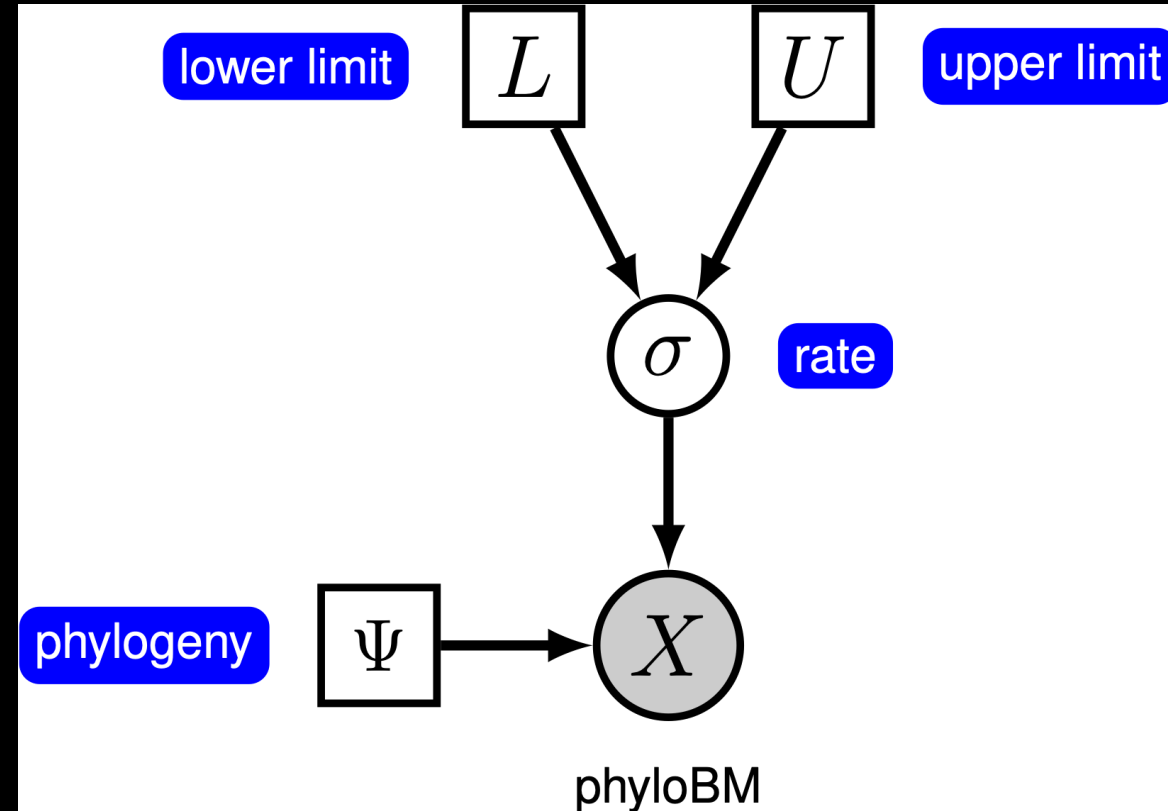 lower limit
L
U
upper limit
σ
rate
phylogeny
Ψ
X
phyloBM